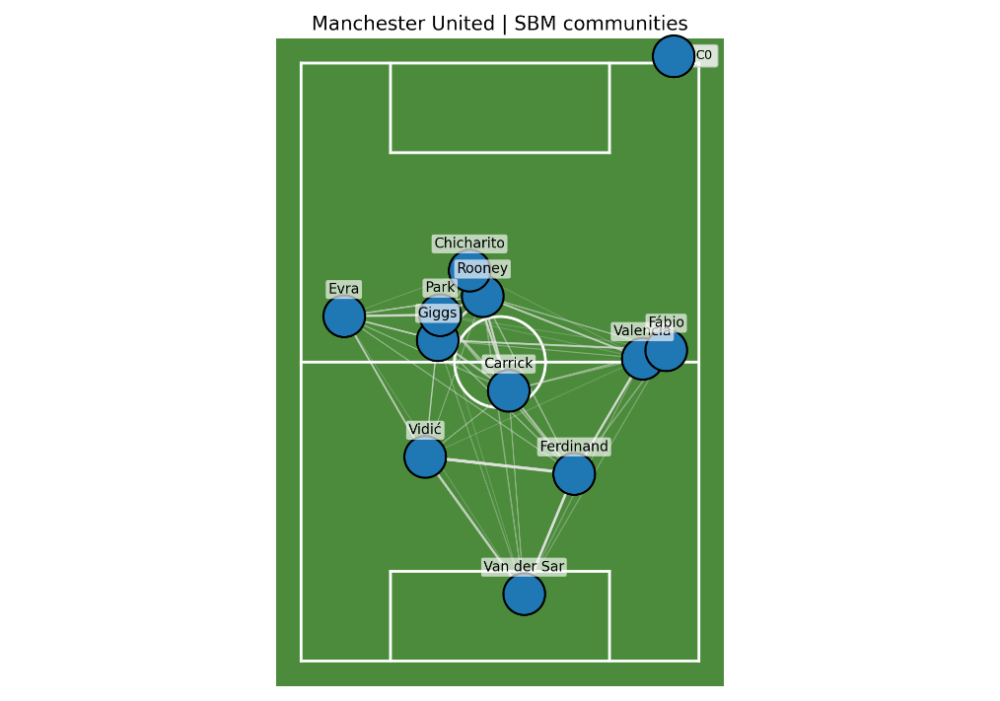 Manchester United | SBM communities
C0
Chicharito
Rooney
Park
Evra
Giggs
Fábio
Valencia
Carrick
Vidić
Ferdinand
Van der Sar